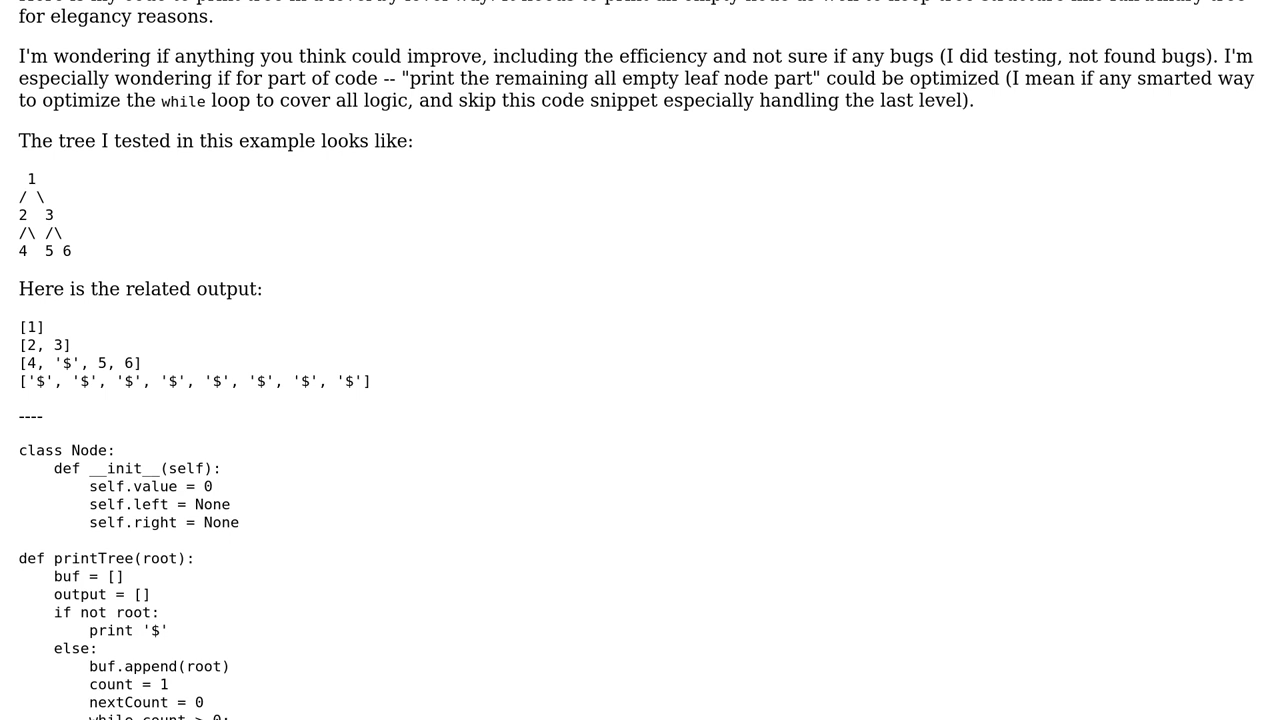 for elegancy reasons.
I'm wondering if anything you think could improve, including the efficiency and not sure if any bugs (I did testing, not found bugs). I'm
especially wondering if for part of code -- "print the remaining all empty leaf node part" could be optimized (I mean if any smarted way
to optimize the while loop to cover all logic, and skip this code snippet especially handling the last level).
The tree I tested in this example looks like:
 1
/ \
2  3
/\ /\
4  5 6
Here is the related output:
[1]
[2, 3]
[4, '$', 5, 6]
['$', '$', '$', '$', '$', '$', '$', '$']
----
class Node:
    def __init__(self):
        self.value = 0
        self.left = None
        self.right = None
def printTree(root):
    buf = []
    output = []
    if not root:
        print '$'
    else:
        buf.append(root)
        count = 1
        nextCount = 0
        while count > 0: